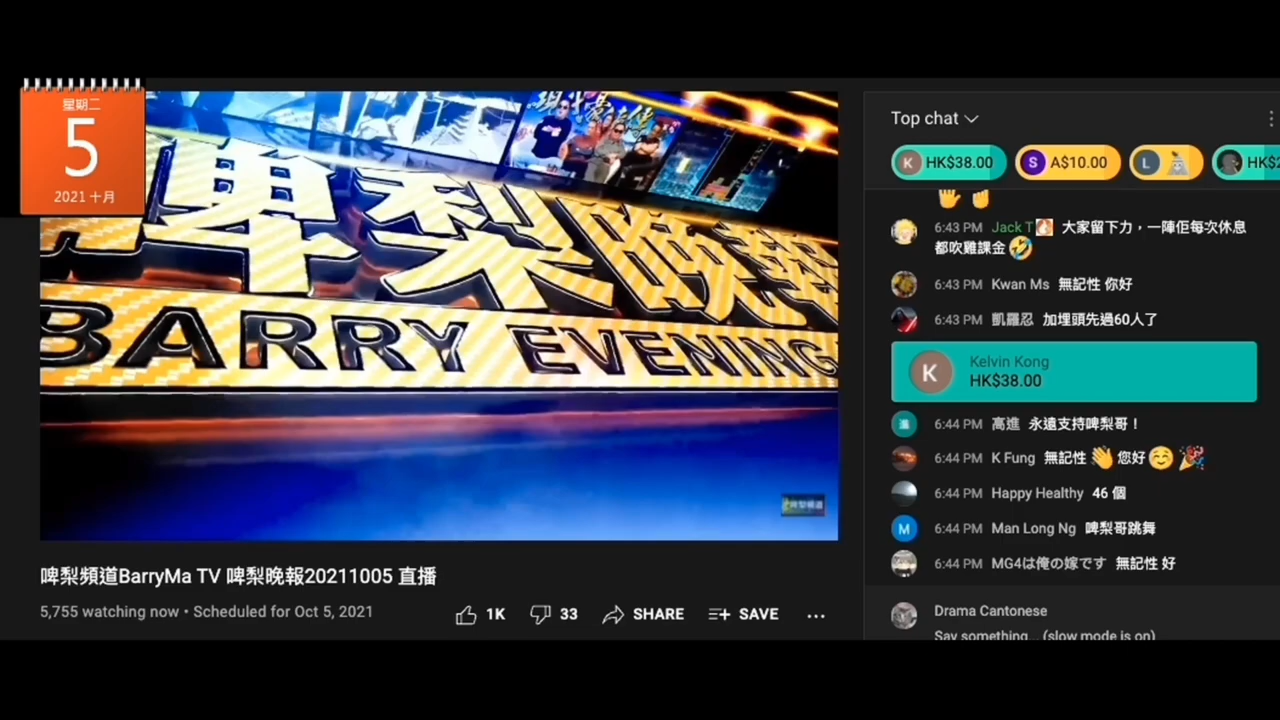 星期二
5
2021 十月
啤梨晚報
BARRY EVENING
啤梨頻道
啤梨頻道BarryMa TV 啤梨晚報20211005 直播
5,755 watching now • Scheduled for Oct 5, 2021
1K
33
SHARE
SAVE
Top chat
K HK$38.00
S A$10.00
L
HK$2
6:43 PM Jack T 大家留下力，一陣佢每次休息
都吹雞課金🤣
6:43 PM Kwan Ms 無記性 你好
6:43 PM 凱羅忍 加埋頭先過60人了
K
Kelvin Kong
HK$38.00
6:44 PM 高進 永遠支持啤梨哥！
6:44 PM K Fung 無記性👋您好☺️🎉
6:44 PM Happy Healthy 46 個
M 6:44 PM Man Long Ng 啤梨哥跳舞
6:44 PM MG4は俺の嫁です 無記性 好
Drama Cantonese
Say something... (slow mode is on)